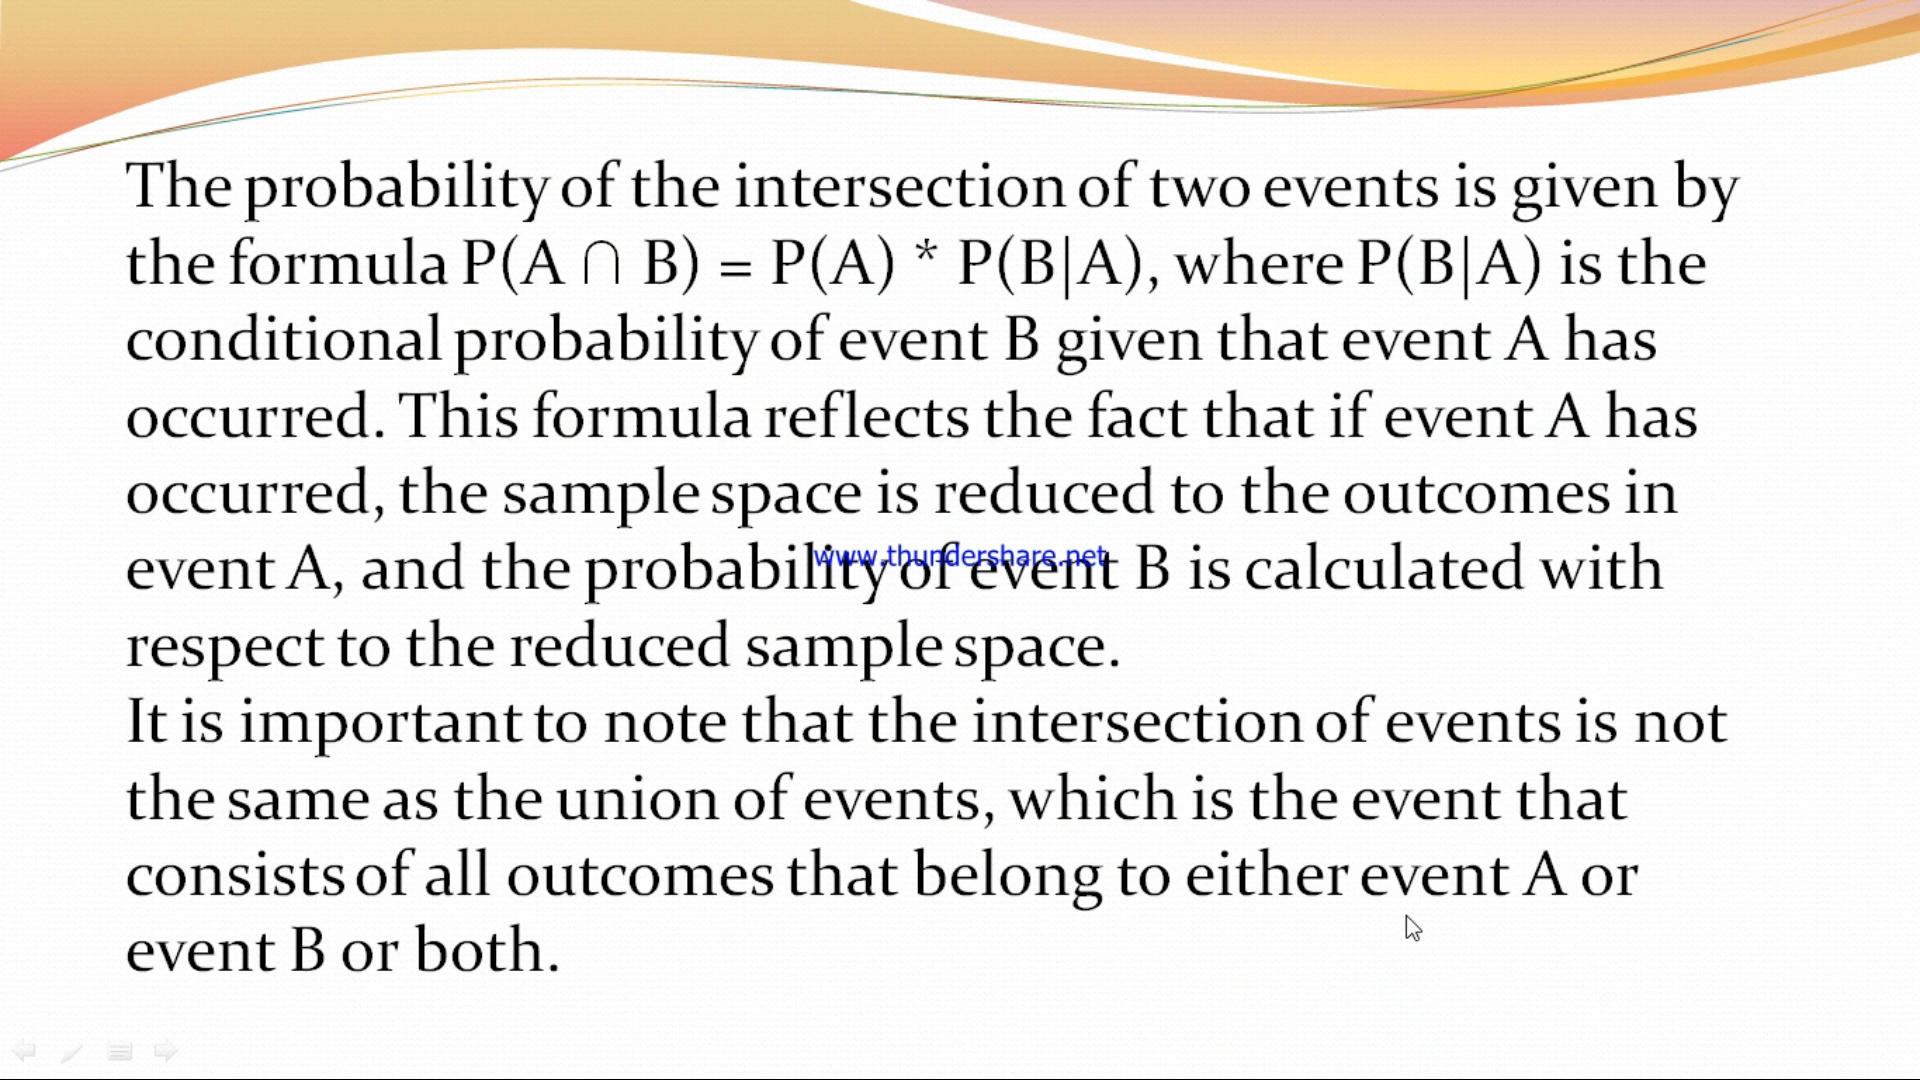 The probability of the intersection of two events is given by
the formula P(A ∩ B) = P(A) * P(B|A), where P(B|A) is the
conditional probability of event B given that event A has
occurred. This formula reflects the fact that if event A has
occurred, the sample space is reduced to the outcomes in
event A, and the probability of event B is calculated with
www.thundershare.net
respect to the reduced sample space.
It is important to note that the intersection of events is not
the same as the union of events, which is the event that
consists of all outcomes that belong to either event A or
event B or both.